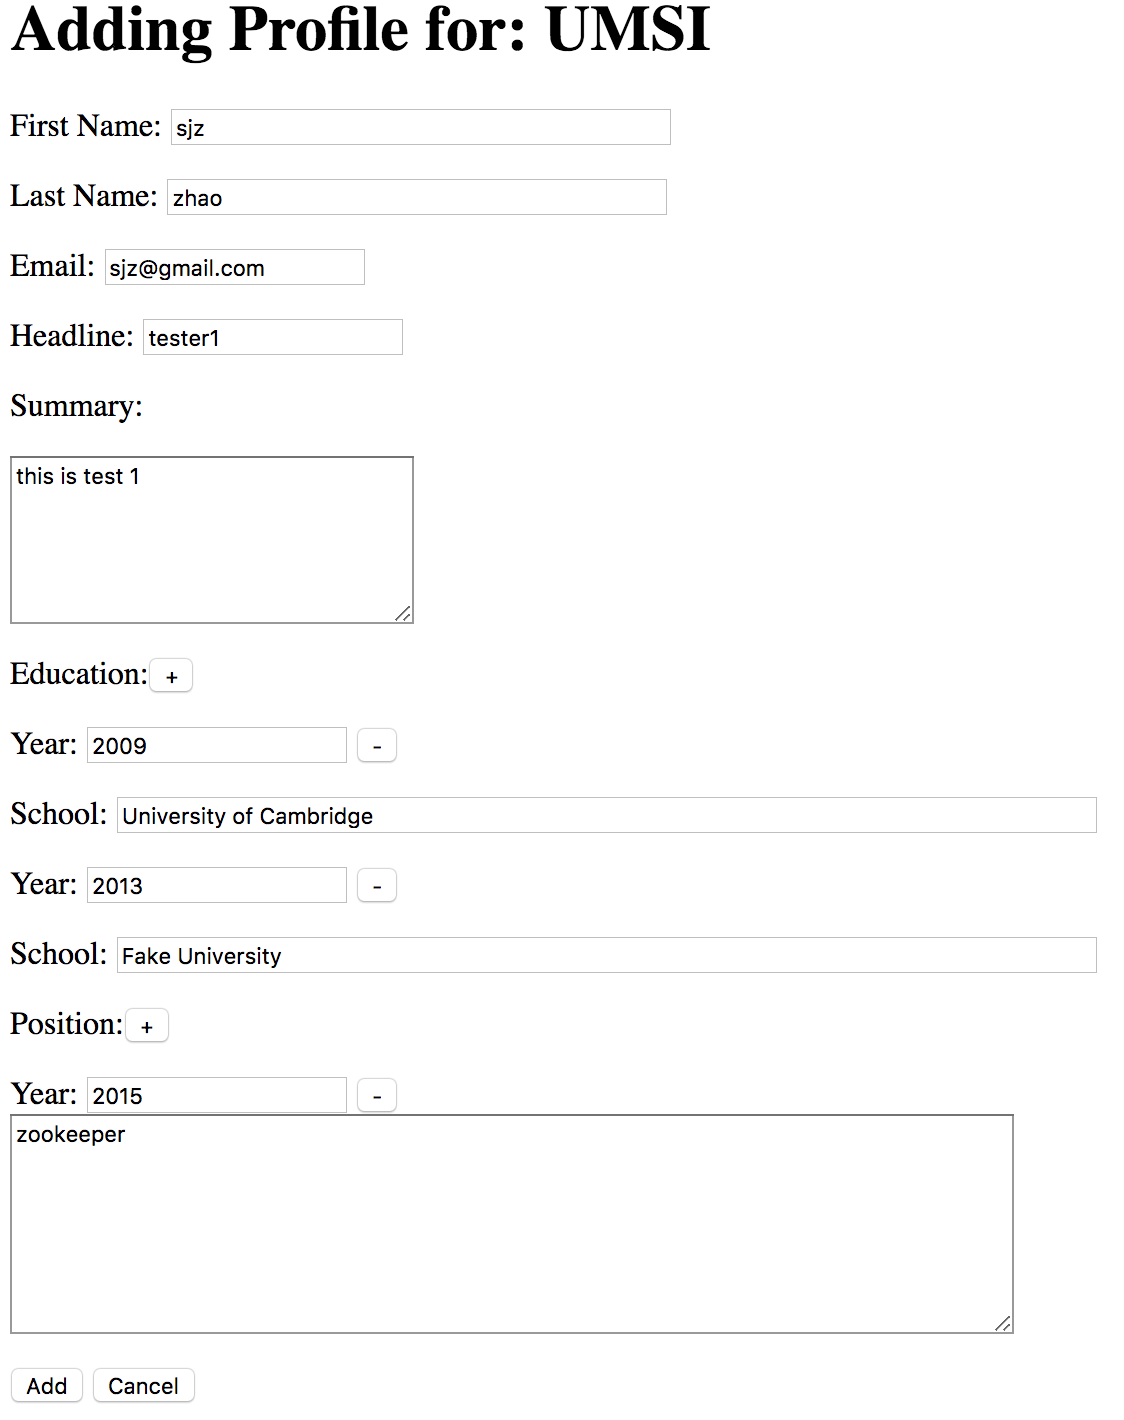 Adding Profile for: UMSI
First Name: sjz
Last Name: zhao
Email: sjz@gmail.com
Headline: tester1
Summary:
this is test 1
Education: +
Year: 2009 -
School: University of Cambridge
Year: 2013 -
School: Fake University
Position: +
Year: 2015 -
zookeeper
Add Cancel